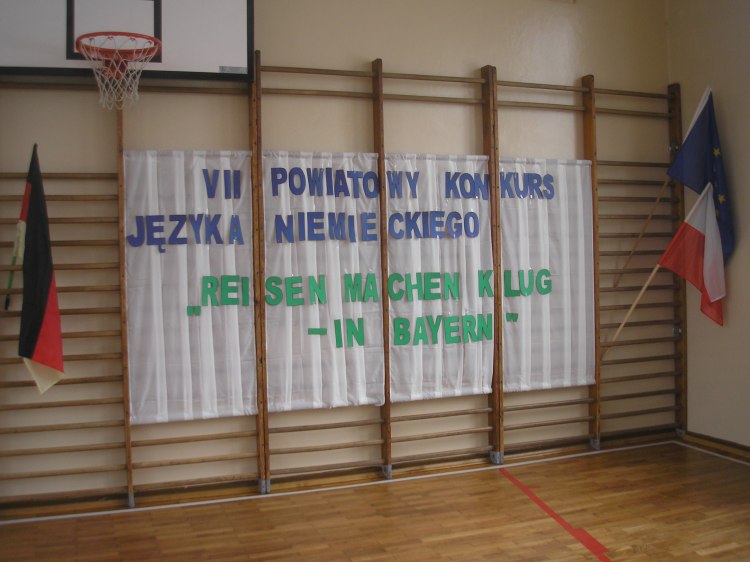 VII POWIATOWY KONKURS
JĘZYKA NIEMIECKIEGO
„REISEN MACHEN KLUG
– IN BAYERN"